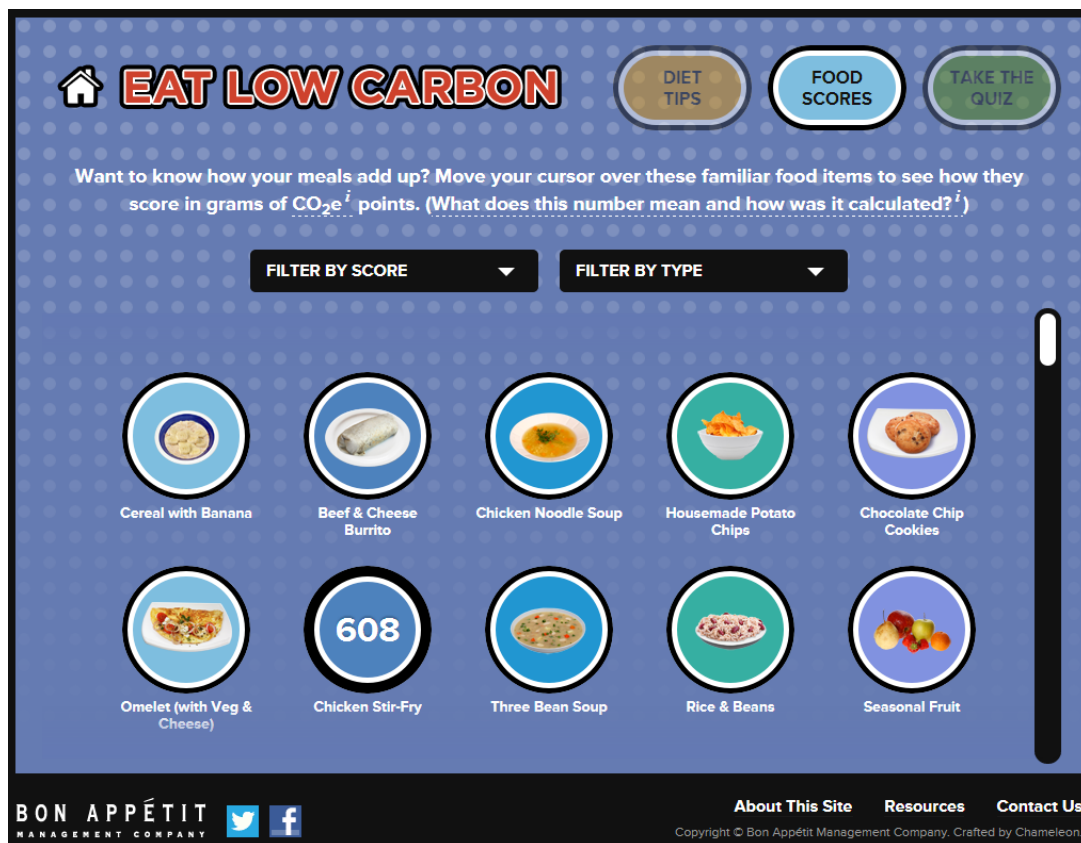 EAT LOW CARBON
DIET
TIPS
FOOD
SCORES
TAKE THE
QUIZ
Want to know how your meals add up? Move your cursor over these familiar food items to see how they
score in grams of CO₂e i points. (What does this number mean and how was it calculated? i)
FILTER BY SCORE
FILTER BY TYPE
Cereal with Banana
Beef & Cheese
Burrito
Chicken Noodle Soup
Housemade Potato
Chips
Chocolate Chip
Cookies
608
Omelet (with Veg &
Cheese)
Chicken Stir-Fry
Three Bean Soup
Rice & Beans
Seasonal Fruit
BON APPÉTIT
MANAGEMENT COMPANY
About This Site
Resources
Contact Us
Copyright © Bon Appétit Management Company. Crafted by Chameleon.